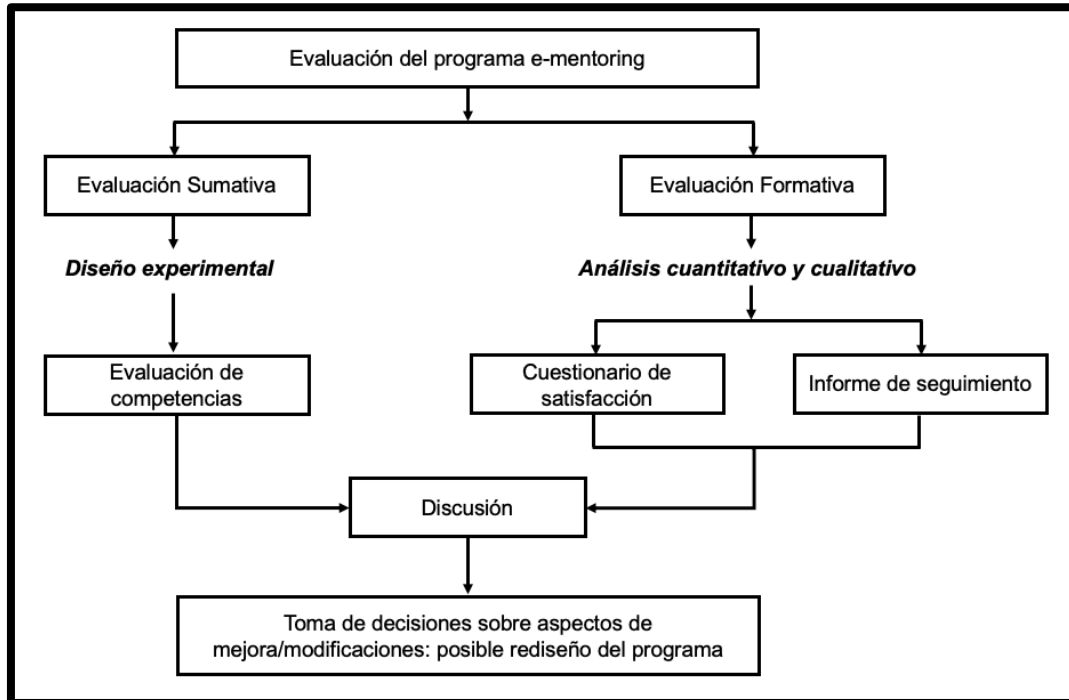 Evaluación del programa e-mentoring
Evaluación Sumativa
Evaluación Formativa
Diseño experimental
Análisis cuantitativo y cualitativo
Evaluación de
competencias
Cuestionario de
satisfacción
Informe de seguimiento
Discusión
Toma de decisiones sobre aspectos de
mejora/modificaciones: posible rediseño del programa